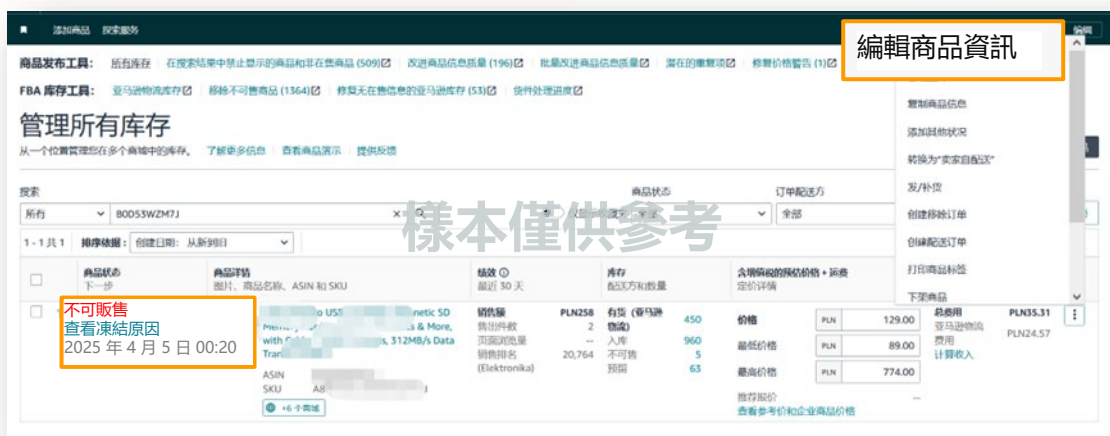 添加商品 探索服务 编辑
編輯商品資訊
商品发布工具: 所有库存 在搜索结果中禁止显示的商品和非在售商品 (509) 改进商品信息质量 (196) 批量改进商品信息质量 潜在的重复项 修复价格警告 (1)
FBA 库存工具: 亚马逊物流库存 移除不可售商品 (1364) 修复无在售信息的亚马逊库存 (53) 货件处理进度
复制商品信息
管理所有库存
添加其他状况
从一个位置管理您在多个商城中的库存。 了解更多信息 查看商品演示 提供反馈
转换为"卖家自配送"
搜索 商品状态 订单配送方
发/补货
所有 B0D53WZM7J 全部
创建移除订单
樣本僅供參考
1 - 1 共 1 排序依据: 创建日期: 从新到旧
创建配送订单
打印商品标签
下架商品
商品状态 商品详情 绩效 库存 含增值税的预估价格 + 运费
下一步 图片、商品名称、ASIN 和 SKU 最近 30 天 配送方和数量 定价详情
不可販售
查看凍結原因
2025 年 4 月 5 日 00:20
netic SD
& More,
with s, 312MB/s Data
Tran
ASIN
SKU A8
+6 个商城
销售额 PLN258
售出件数 2
页面浏览量 --
销售排名 20,764
(Elektronika)
有货 (亚马逊物流) 450
入库 960
不可售 5
预留 63
价格 PLN 129.00
最低价格 PLN 89.00
最高价格 PLN 774.00
推荐报价 --
查看参考价和企业商品价格
总费用 PLN35.31
亚马逊物流费用 PLN24.57
计算收入